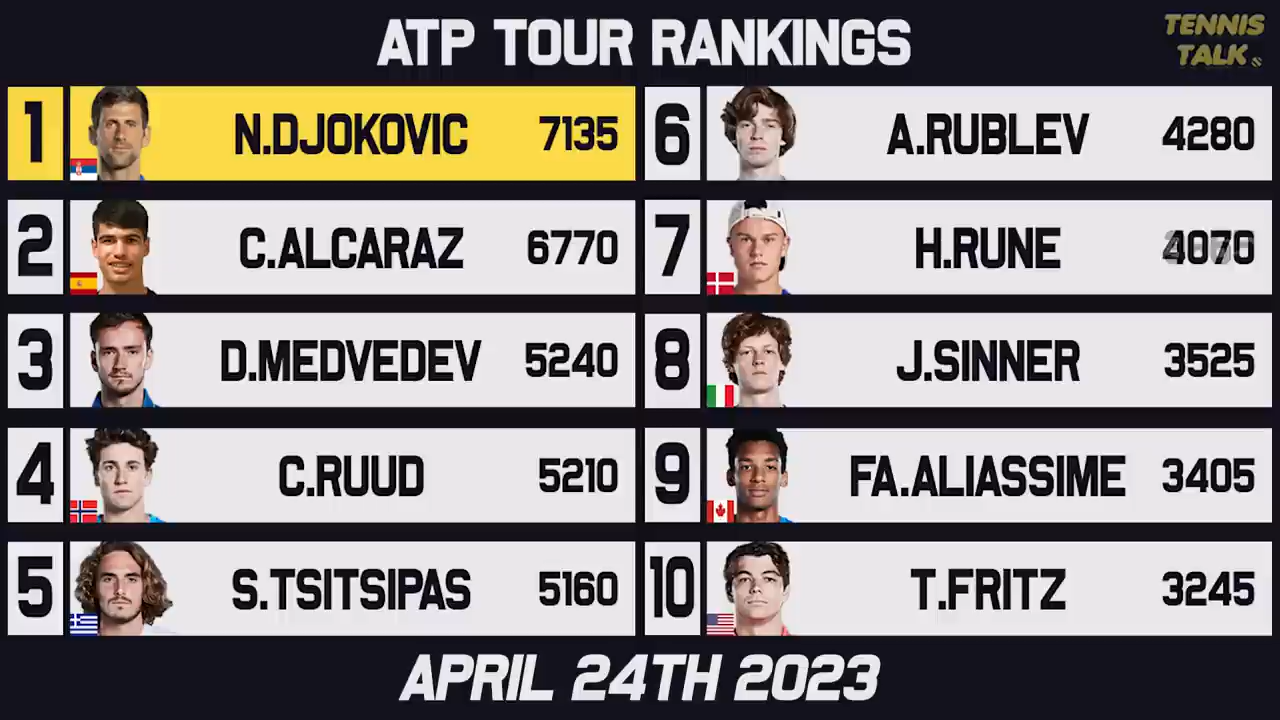 ATP TOUR RANKINGS
TENNIS
TALK
1 N.DJOKOVIC 7135
2 C.ALCARAZ 6770
3 D.MEDVEDEV 5240
4 C.RUUD 5210
5 S.TSITSIPAS 5160
6 A.RUBLEV 4280
7 H.RUNE 4070
8 J.SINNER 3525
9 FA.ALIASSIME 3405
10 T.FRITZ 3245
APRIL 24TH 2023